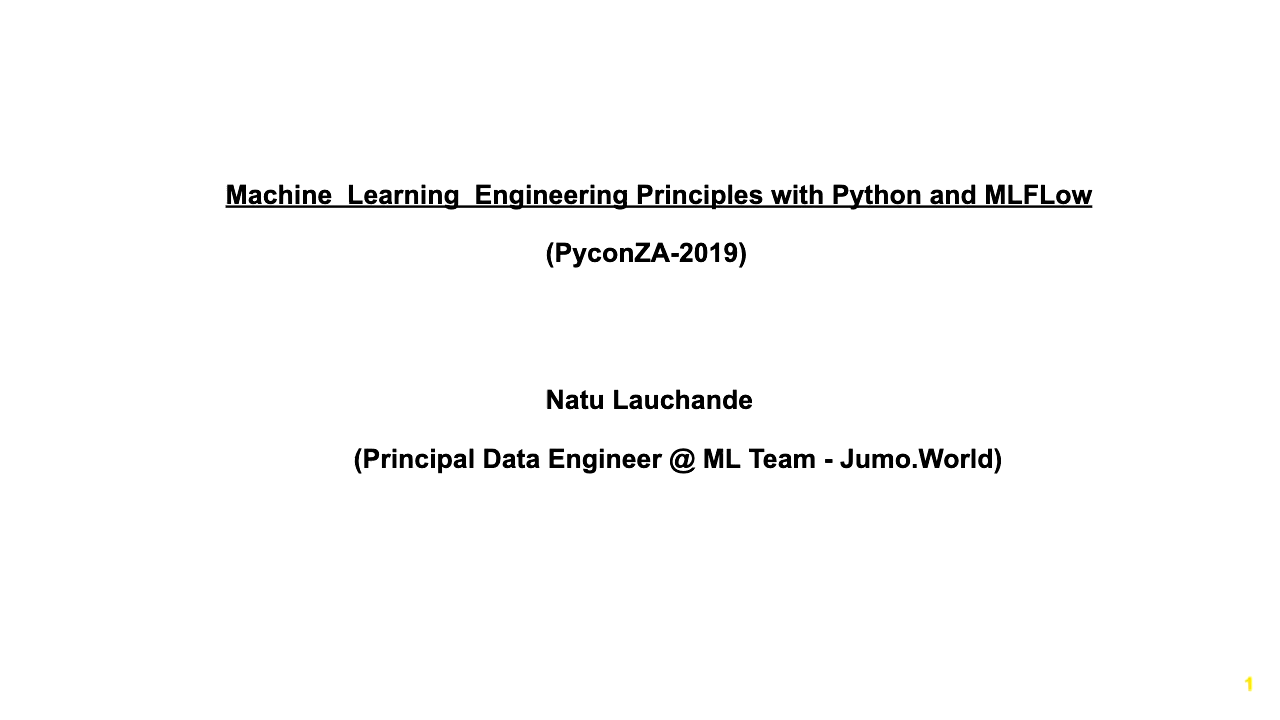 Machine  Learning  Engineering Principles with Python and MLFLow
(PyconZA-2019)
Natu Lauchande
(Principal Data Engineer @ ML Team - Jumo.World)
1